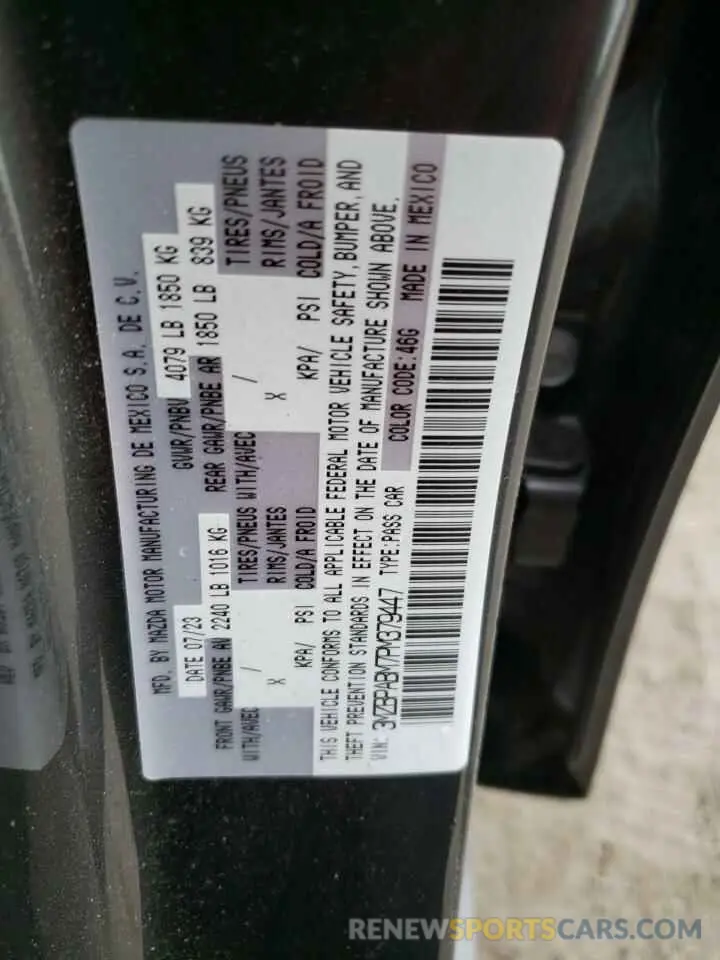 MFD. BY MAZDA MOTOR MANUFACTURING DE MEXICO S.A. DE C.V.
DATE 07/23 GVWR/PNBV 4079 LB 1850 KG
FRONT GAWR/PNBE AV 2240 LB 1016 KG REAR GAWR/PNBE AR 1850 LB 839 KG
WITH/AVEC / TIRES/PNEUS WITH/AVEC / TIRES/PNEUS
X RIMS/JANTES X RIMS/JANTES
KPA/ PSI COLD/A FROID KPA/ PSI COLD/A FROID
THIS VEHICLE CONFORMS TO ALL APPLICABLE FEDERAL MOTOR VEHICLE SAFETY, BUMPER, AND
THEFT PREVENTION STANDARDS IN EFFECT ON THE DATE OF MANUFACTURE SHOWN ABOVE.
VIN: 3MZBPABM7PM379447 TYPE:PASS CAR COLOR CODE:46G MADE IN MEXICO
RENEWSPORTSCARS.COM